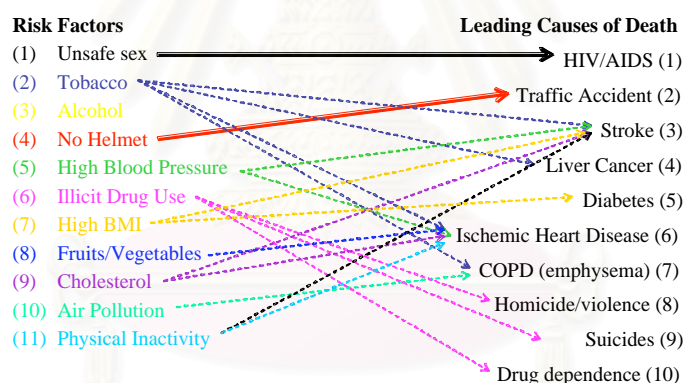 Risk Factors
Leading Causes of Death
(1) Unsafe sex
(2) Tobacco
(3) Alcohol
(4) No Helmet
(5) High Blood Pressure
(6) Illicit Drug Use
(7) High BMI
(8) Fruits/Vegetables
(9) Cholesterol
(10) Air Pollution
(11) Physical Inactivity
HIV/AIDS (1)
Traffic Accident (2)
Stroke (3)
Liver Cancer (4)
Diabetes (5)
Ischemic Heart Disease (6)
COPD (emphysema) (7)
Homicide/violence (8)
Suicides (9)
Drug dependence (10)